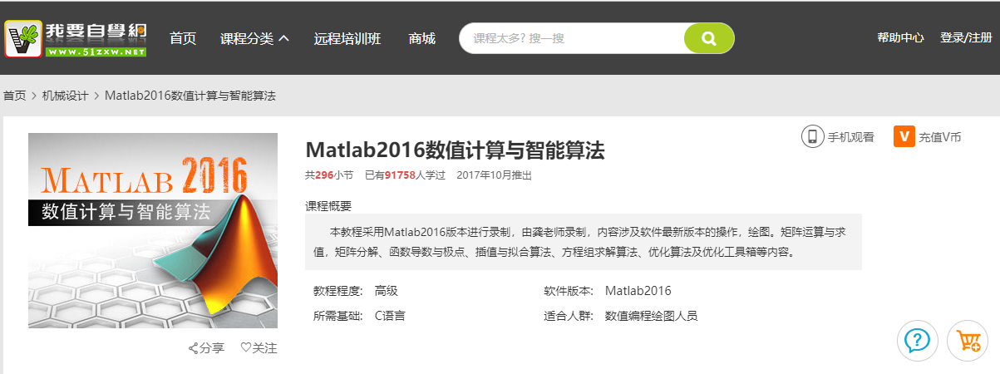 我要自學網
WWW.51ZXW.NET
首页 课程分类 远程培训班 商城
课程太多? 搜一搜
帮助中心 登录/注册
首页 > 机械设计 > Matlab2016数值计算与智能算法
MATLAB 2016
数值计算与智能算法
分享 关注
Matlab2016数值计算与智能算法
手机观看 V 充值V币
共296小节 已有91758人学过 2017年10月推出
课程概要
本教程采用Matlab2016版本进行录制，由龚老师录制，内容涉及软件最新版本的操作，绘图。矩阵运算与求
值，矩阵分解、函数导数与极点、插值与拟合算法、方程组求解算法、优化算法及优化工具箱等内容。
教程程度: 高级 软件版本: Matlab2016
所需基础: C语言 适合人群: 数值编程绘图人员